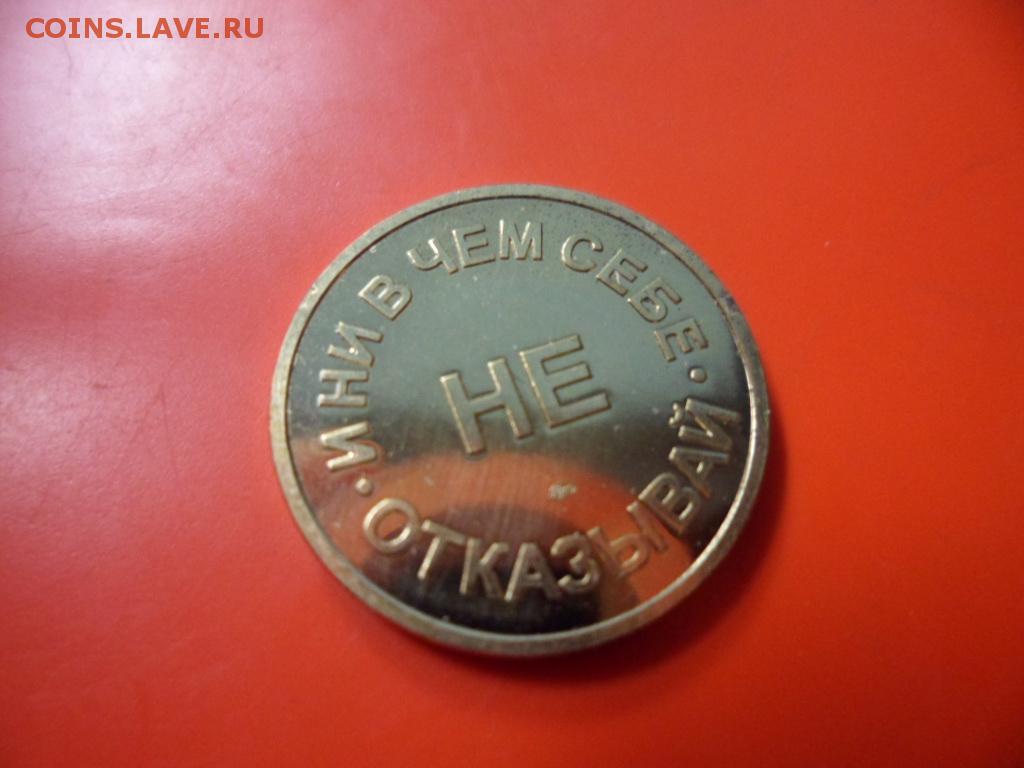 COINS.LAVE.RU
И НИ В ЧЕМ СЕБЕ
НЕ
• ОТКАЗЫВАЙ •